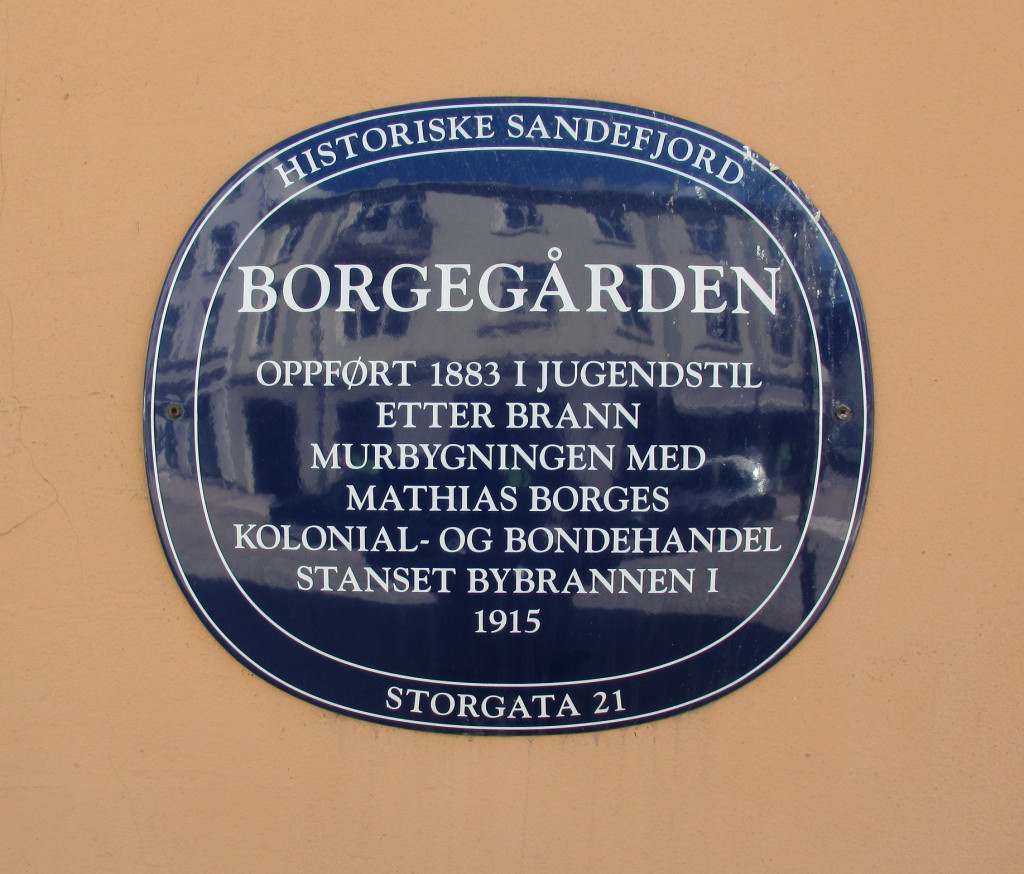 HISTORISKE SANDEFJORD
BORGEGÅRDEN
OPPFØRT 1883 I JUGENDSTIL
ETTER BRANN
MURBYGNINGEN MED
MATHIAS BORGES
KOLONIAL- OG BONDEHANDEL
STANSET BYBRANNEN I
1915
STORGATA 21